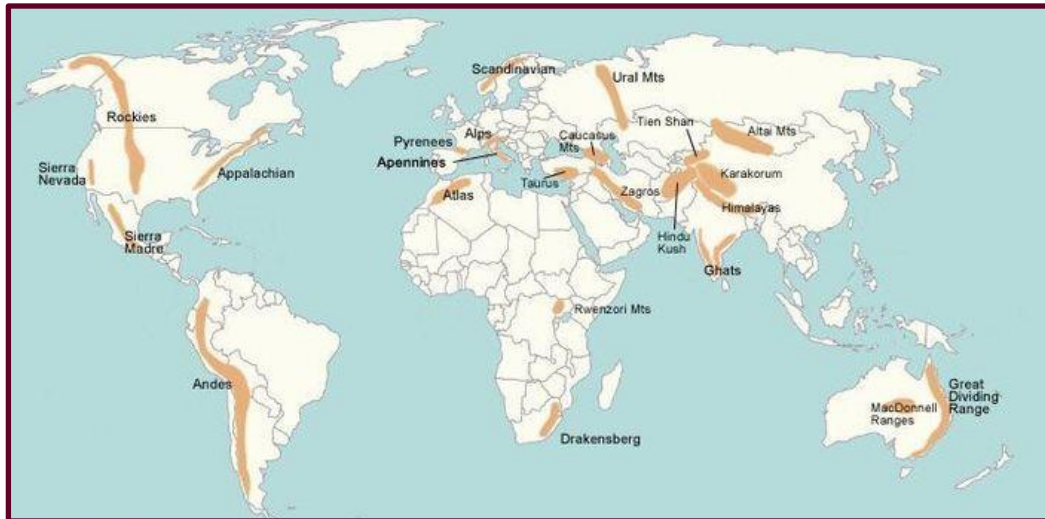 Scandinavian
Ural Mts
Rockies
Tien Shan
Altai Mts
Pyrenees
Alps
Caucasus
Mts
Apennines
Sierra
Nevada
Appalachian
Taurus
Zagros
Karakorum
Atlas
Himalayas
Sierra
Madre
Hindu
Kush
Ghats
Rwenzori Mts
Andes
Great
Dividing
Range
MacDonnell
Ranges
Drakensberg